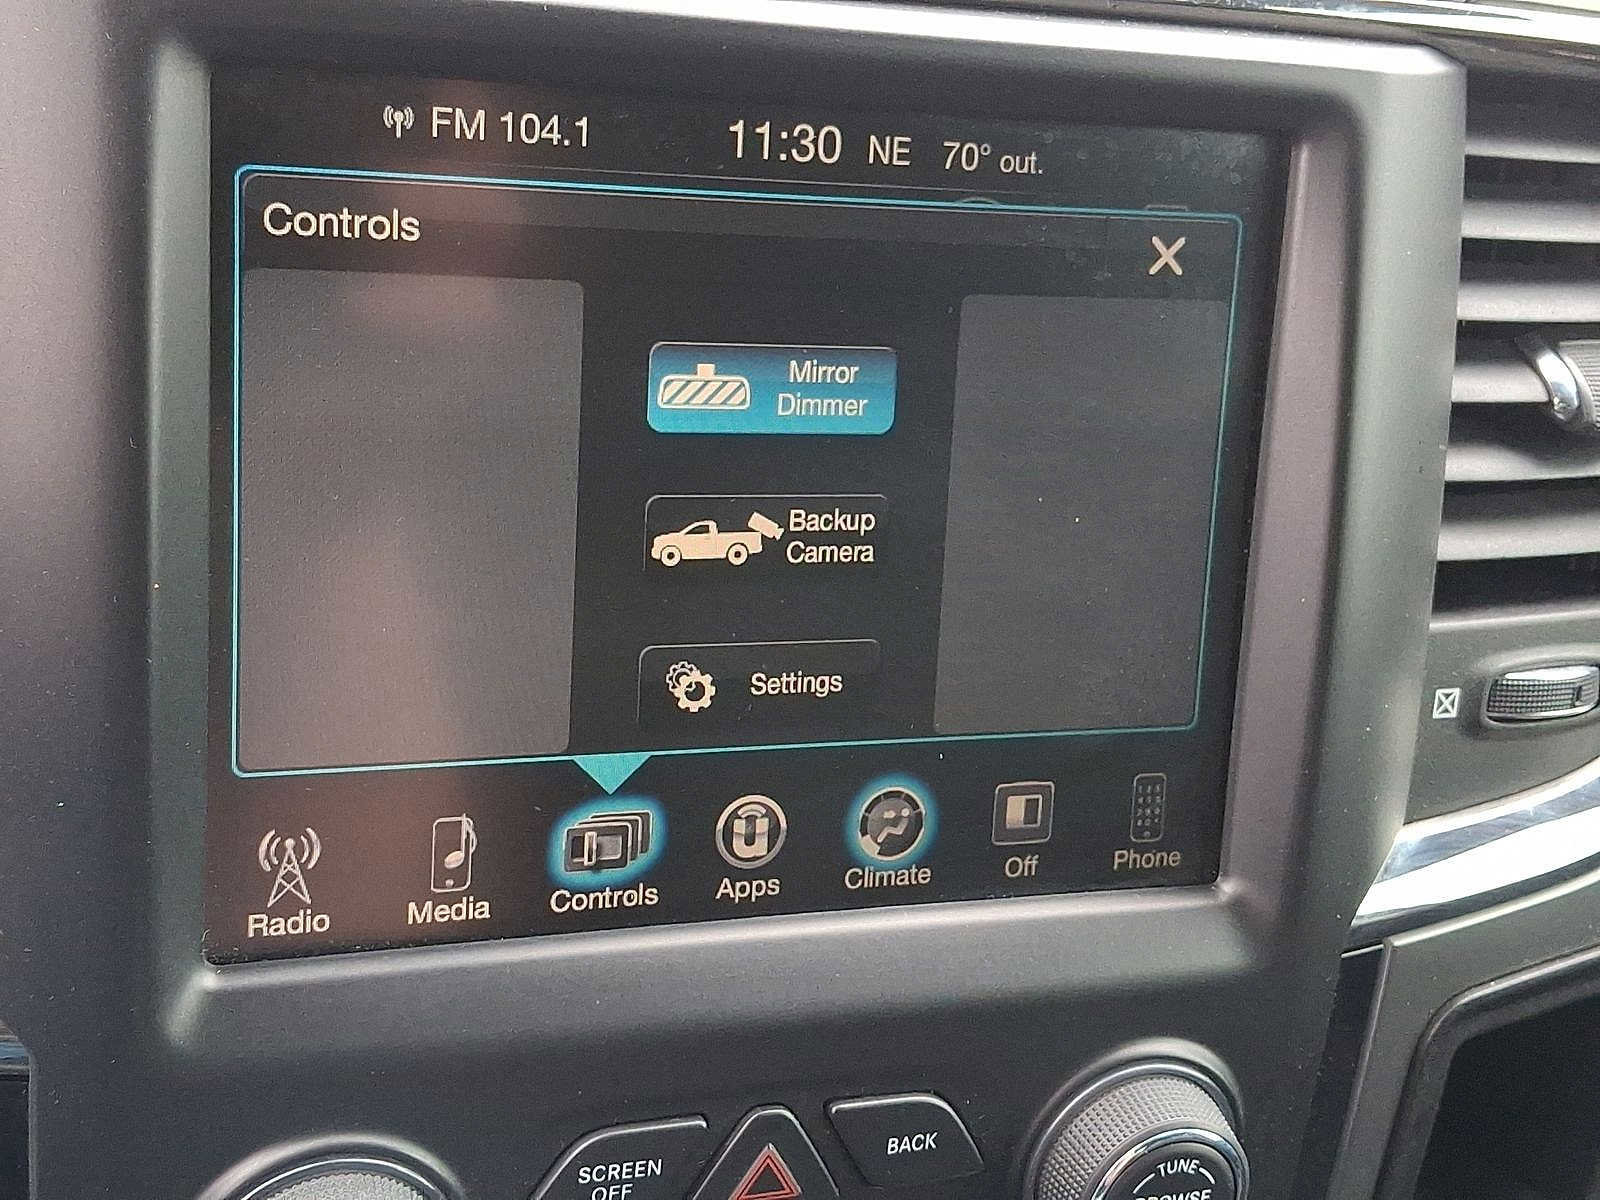 FM 104.1 11:30 NE 70° out.
Controls
Mirror
Dimmer
Backup
Camera
Settings
Radio Media Controls Apps Climate Off Phone
SCREEN
OFF
BACK
TUNE
BROWSE